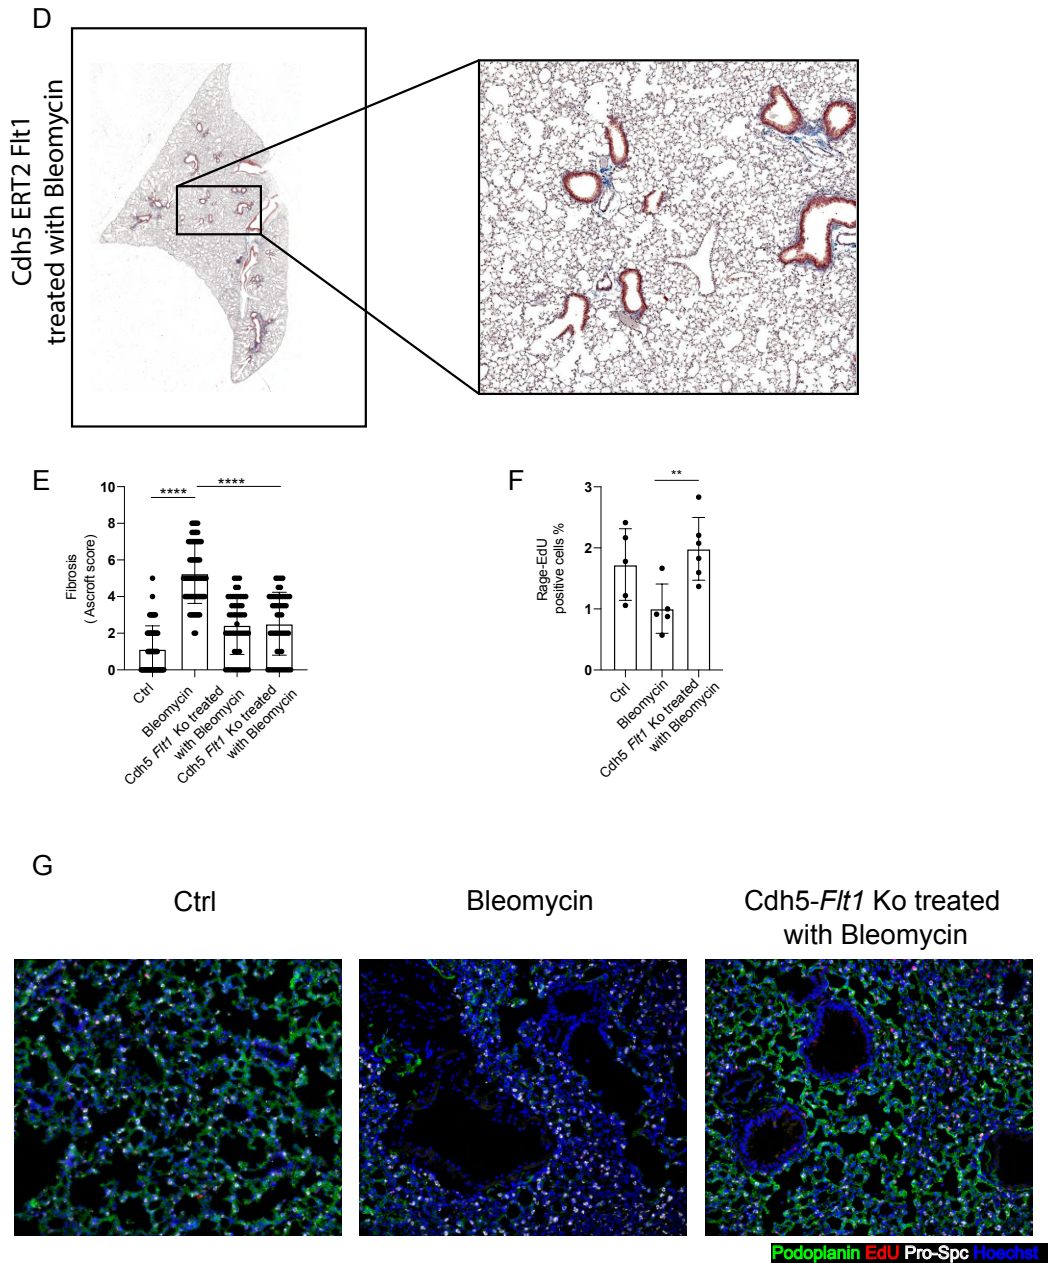 D
Cdh5 ERT2 Flt1
treated with Bleomycin
E
10
8
6
4
2
0
Fibrosis
( Ascroft score)
****
****
Ctrl
Bleomycin
Cdh5 Flt1 Ko treated
with Bleomycin
Cdh5 Flt1 Ko treated
with Bleomycin
F
3
2
1
0
Rage-EdU
positive cells %
**
Ctrl
Bleomycin
Cdh5 Flt1 Ko treated
with Bleomycin
G
Ctrl
Bleomycin
Cdh5-Flt1 Ko treated
with Bleomycin
Podoplanin EdU Pro-Spc Hoechst